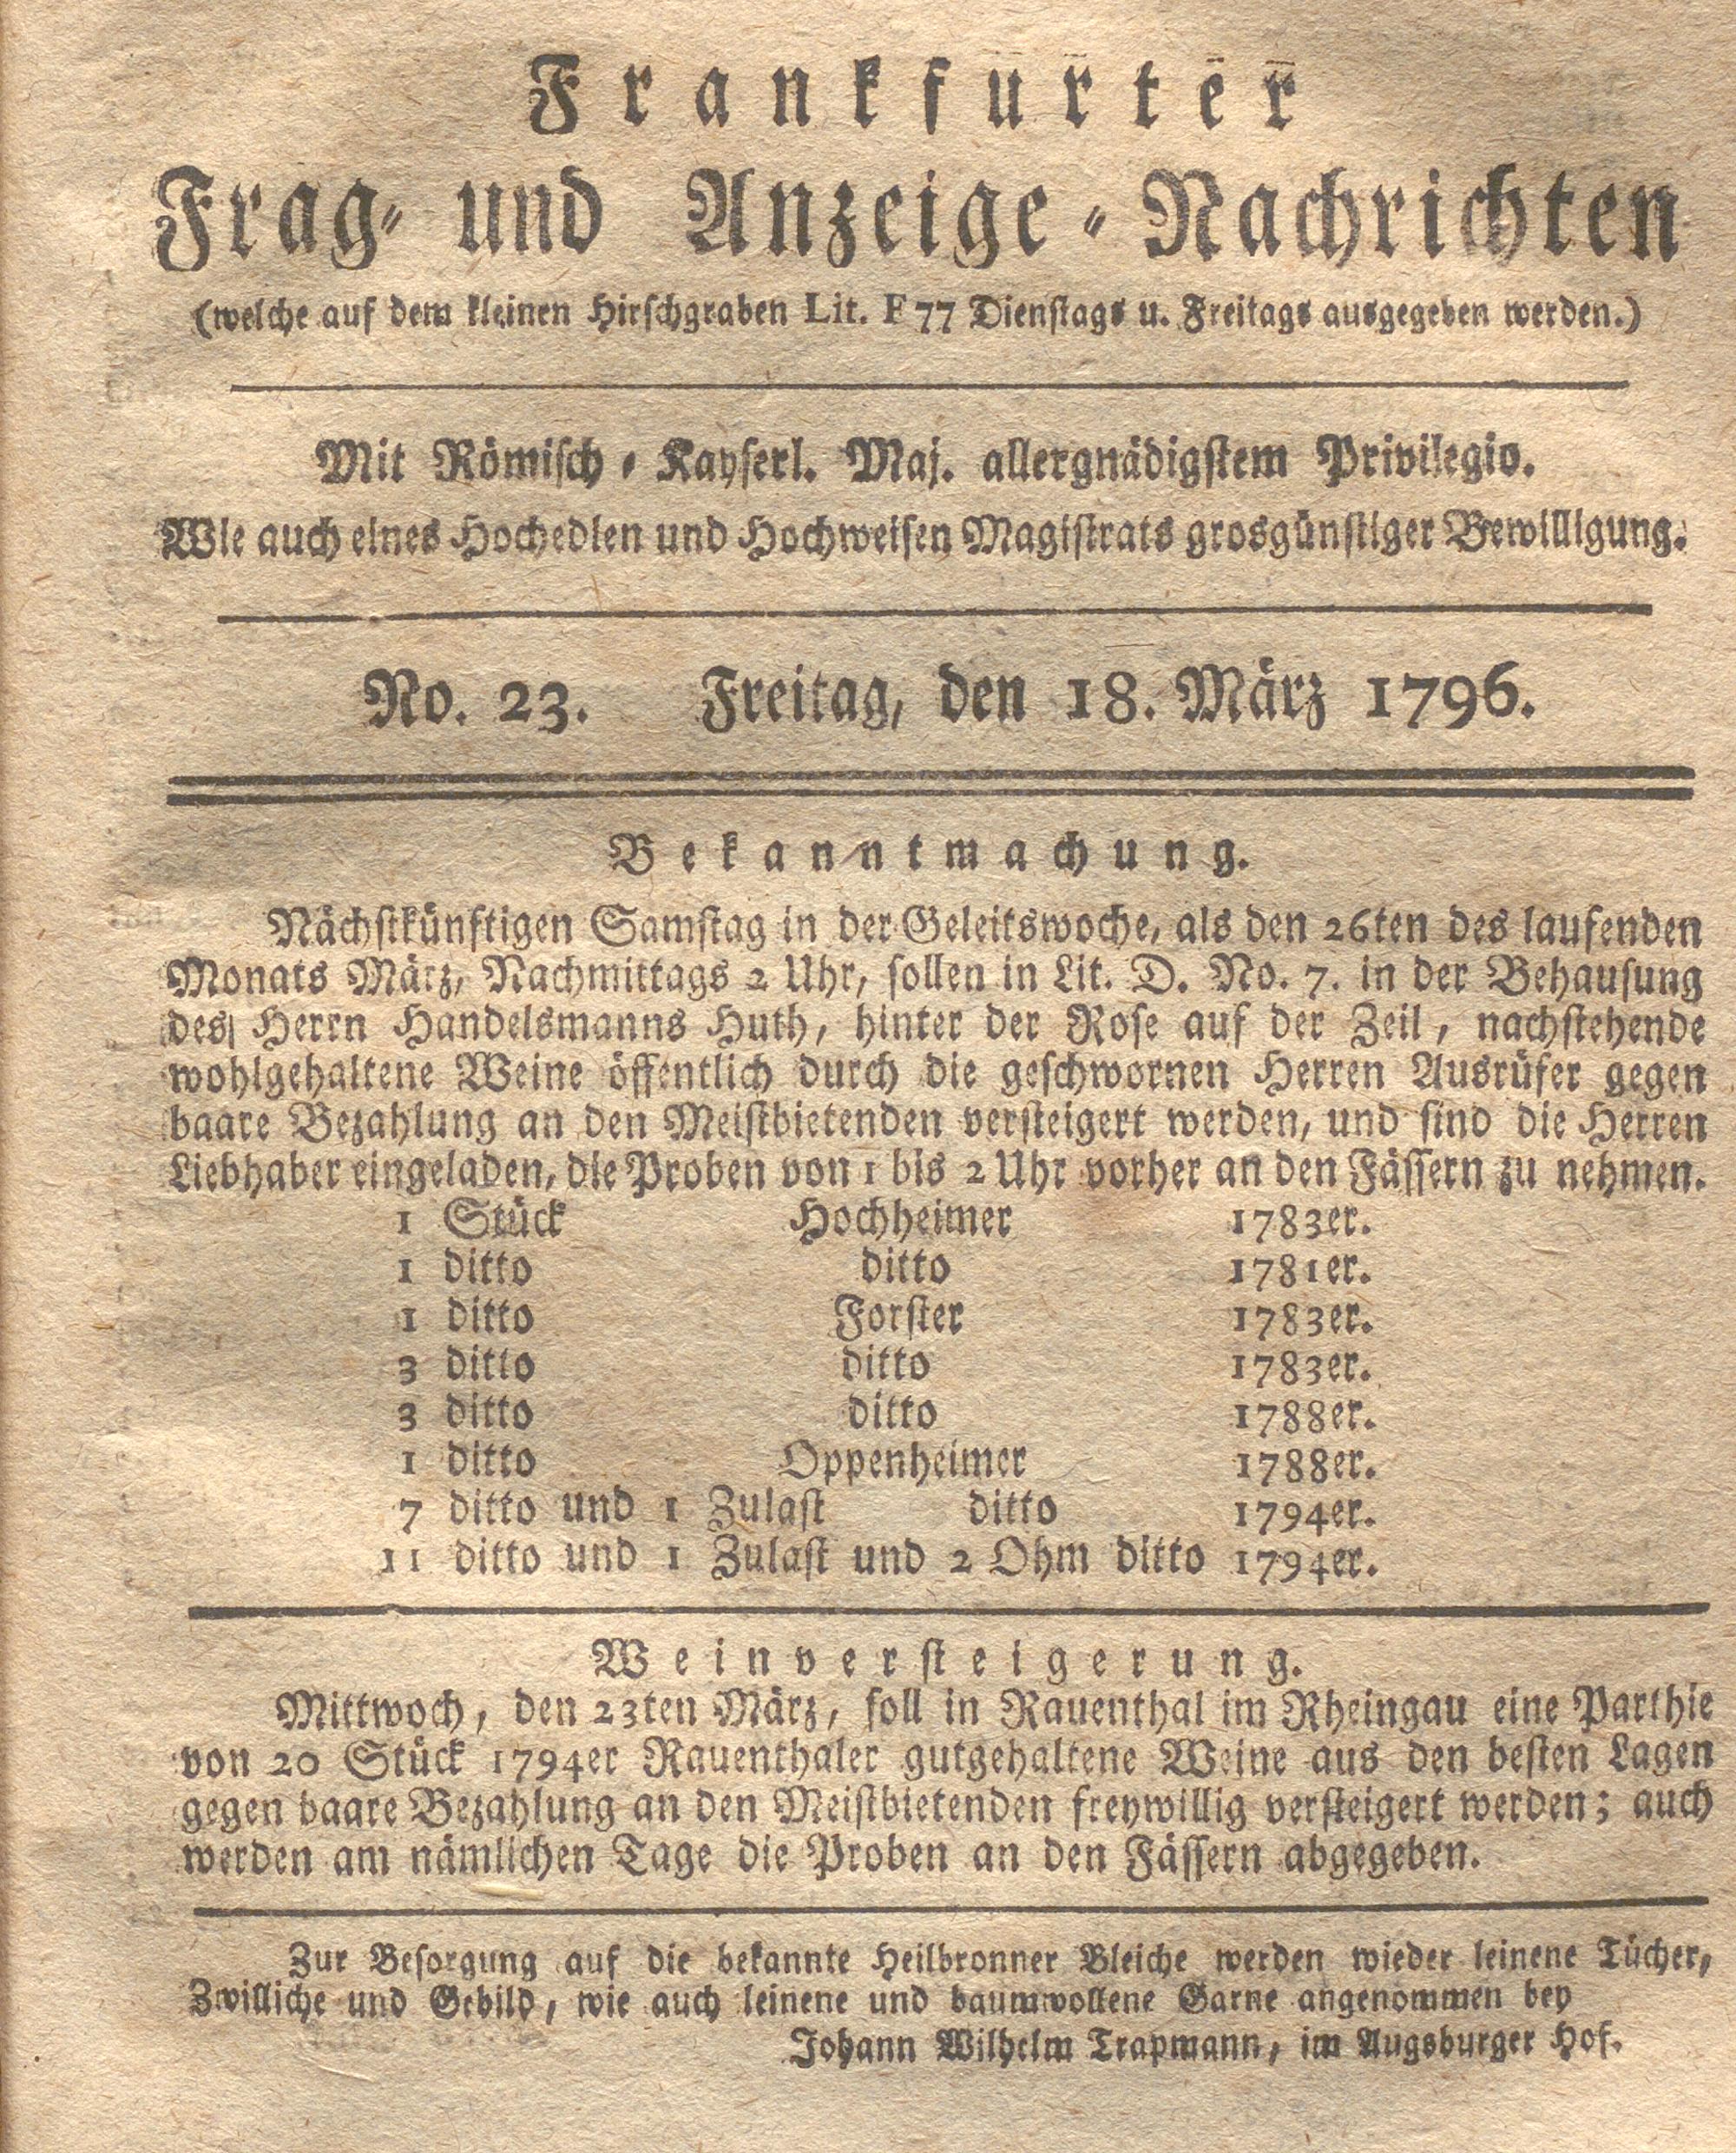 Frankfurter
Frag- und Anzeige-Nachrichten
(welche auf dem kleinen Hirschgraben Lit. F 77 Dienstags u. Freitags ausgegeben werden.)
Mit Römisch-Kayserl. Maj. allergnädigstem Privilegio.
Wie auch eines Hochedlen und Hochweisen Magistrats grosgünstiger Bewilligung.
No. 23. Freitag, den 18. März 1796.
Bekanntmachung.
Nächstkünftigen Samstag in der Geleitswoche, als den 26ten des laufenden
Monats März, Nachmittags 2 Uhr, sollen in Lit. D. No. 7. in der Behausung
des Herrn Handelsmanns Huth, hinter der Rose auf der Zeil, nachstehende
wohlgehaltene Weine öffentlich durch die geschwornen Herren Ausrüfer gegen
baare Bezahlung an den Meistbietenden versteigert werden, und sind die Herren
Liebhaber eingeladen, die Proben von 1 bis 2 Uhr vorher an den Fässern zu nehmen.
1 Stück Hochheimer 1783er.
1 ditto ditto 1781er.
1 ditto Forster 1783er.
3 ditto ditto 1783er.
3 ditto ditto 1788er.
1 ditto Oppenheimer 1788er.
7 ditto und 1 Zulast ditto 1794er.
11 ditto und 1 Zulast und 2 Ohm ditto 1794er.
Weinversteigerung.
Mittwoch, den 23ten März, soll in Rauenthal im Rheingau eine Parthie
von 20 Stück 1794er Rauenthaler gutgehaltene Weine aus den besten Lagen
gegen baare Bezahlung an den Meistbietenden freywillig versteigert werden; auch
werden am nämlichen Tage die Proben an den Fässern abgegeben.
Zur Besorgung auf die bekannte Heilbronner Bleiche werden wieder leinene Tücher,
Zwilliche und Gebild, wie auch leinene und baumwollene Garne angenommen bey
Johann Wilhelm Trapmann, im Augsburger Hof.